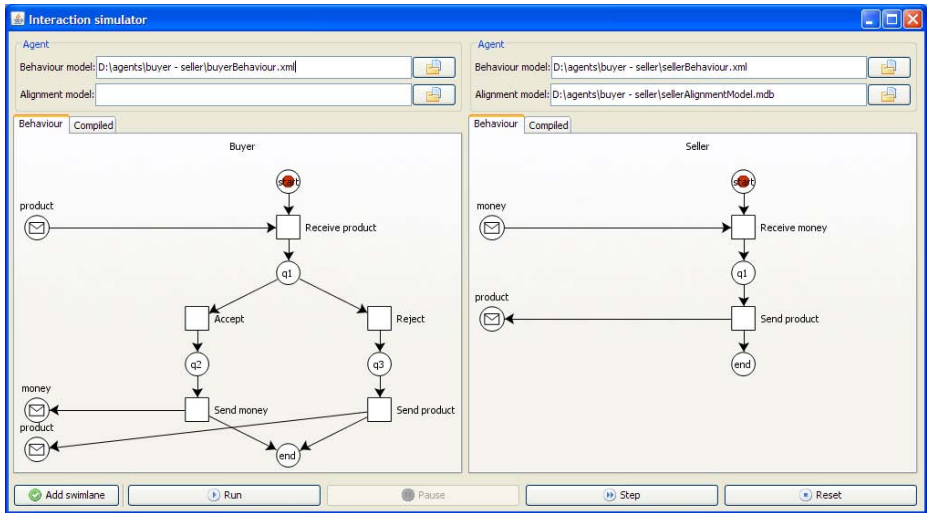 Interaction simulator
Agent
Behaviour model: D:\agents\buyer - seller\buyerBehaviour.xml
Alignment model:
Agent
Behaviour model: D:\agents\buyer - seller\sellerBehaviour.xml
Alignment model: D:\agents\buyer - seller\sellerAlignmentModel.mdb
Behaviour Compiled
Buyer
start
product
Receive product
q1
Accept Reject
q2 q3
money
Send money Send product
product
end
Behaviour Compiled
Seller
start
money
Receive money
q1
product
Send product
end
Add swimlane Run Pause Step Reset